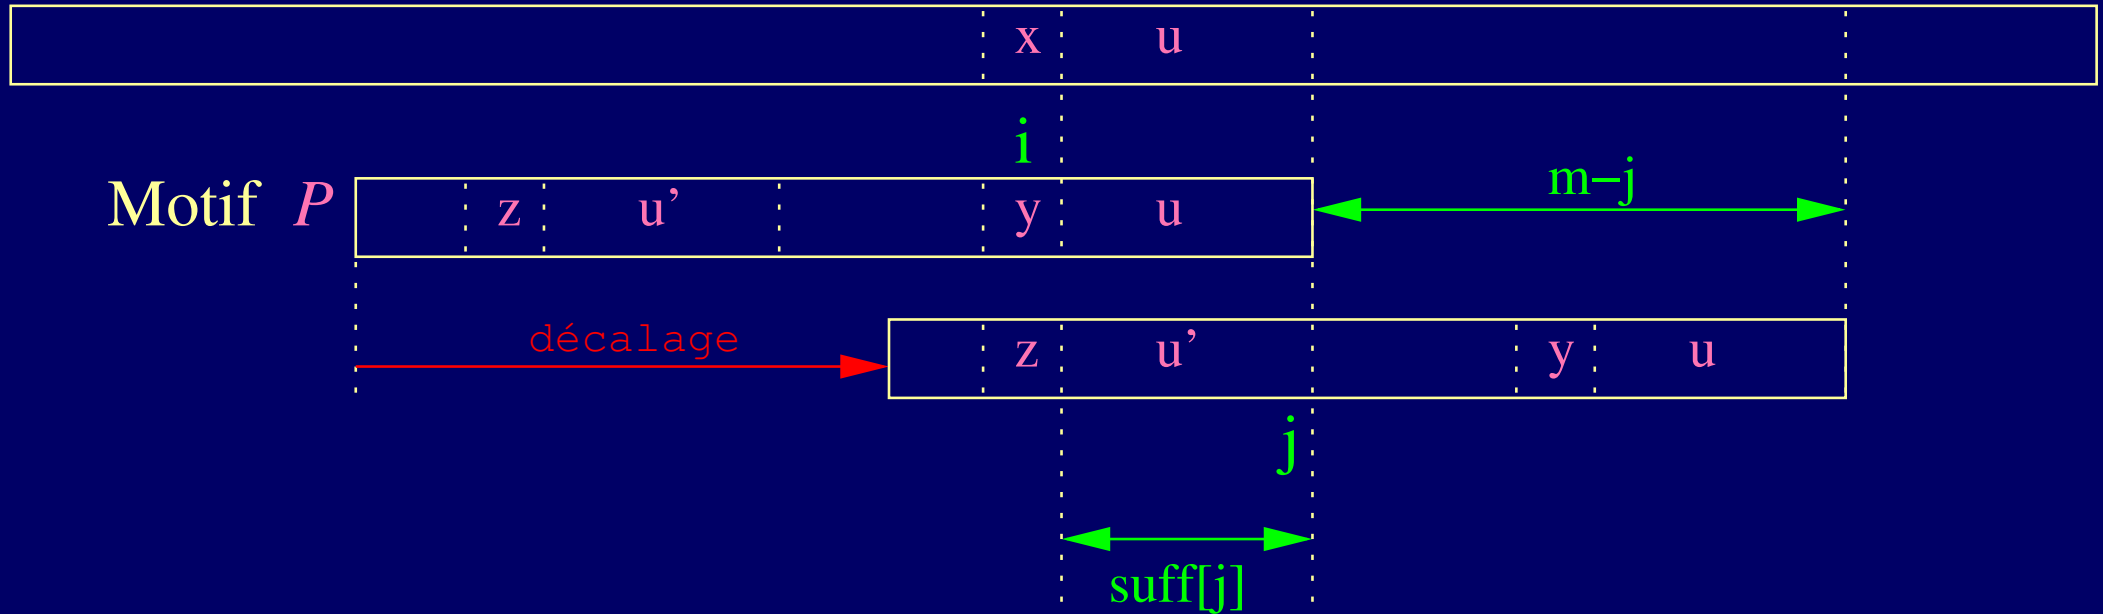 x u
i
m–j
Motif P z u’ y u
décalage
z u’ y u
j
suff[j]